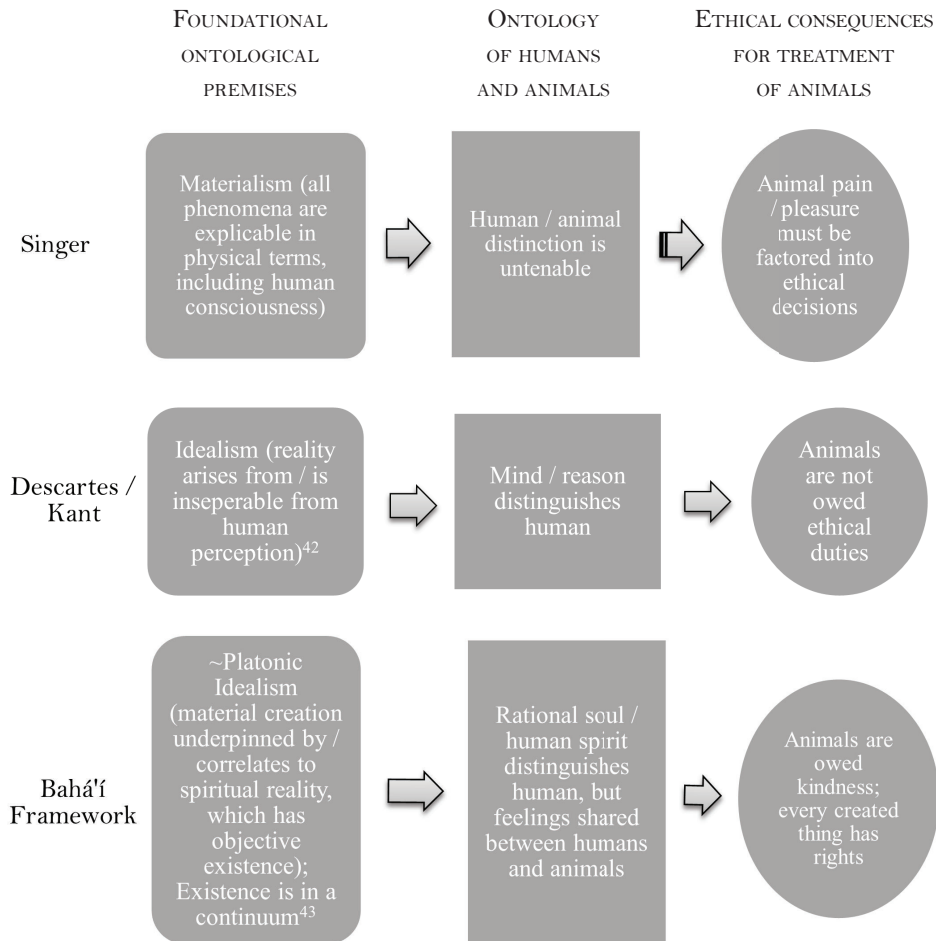 FOUNDATIONAL
ONTOLOGICAL
PREMISES
ONTOLOGY
OF HUMANS
AND ANIMALS
ETHICAL CONSEQUENCES
FOR TREATMENT
OF ANIMALS
Singer
Materialism (all
phenomena are
explicable in
physical terms,
including human
consciousness)
Human / animal
distinction is
untenable
Animal pain
/ pleasure
must be
factored into
ethical
decisions
Descartes /
Kant
Idealism (reality
arises from / is
inseperable from
human
perception)⁴²
Mind / reason
distinguishes
human
Animals
are not
owed
ethical
duties
Bahá'í
Framework
~Platonic
Idealism
(material creation
underpinned by /
correlates to
spiritual reality,
which has
objective
existence);
Existence is in a
continuum⁴³
Rational soul /
human spirit
distinguishes
human, but
feelings shared
between humans
and animals
Animals are
owed
kindness;
every created
thing has
rights